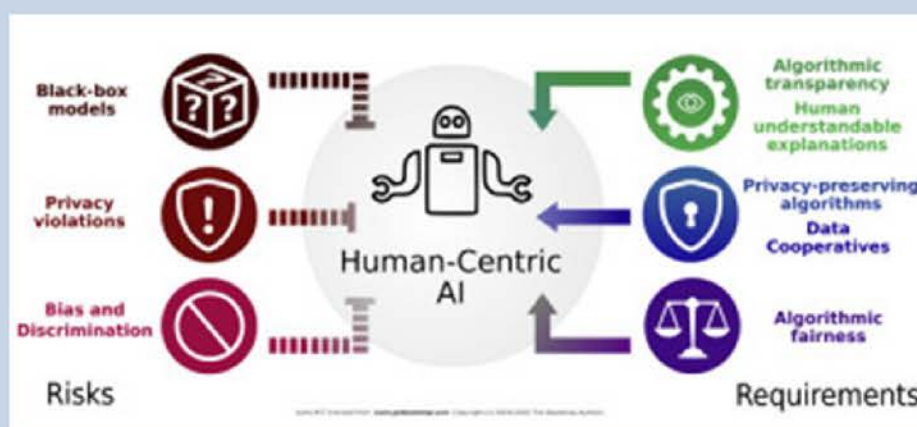 Black-box
models
Privacy
violations
Bias and
Discrimination
Risks
? ? ?
!
Human-Centric
AI
Algorithmic
transparency
Human
understandable
explanations
Privacy-preserving
algorithms
Data
Cooperatives
Algorithmic
fairness
Requirements